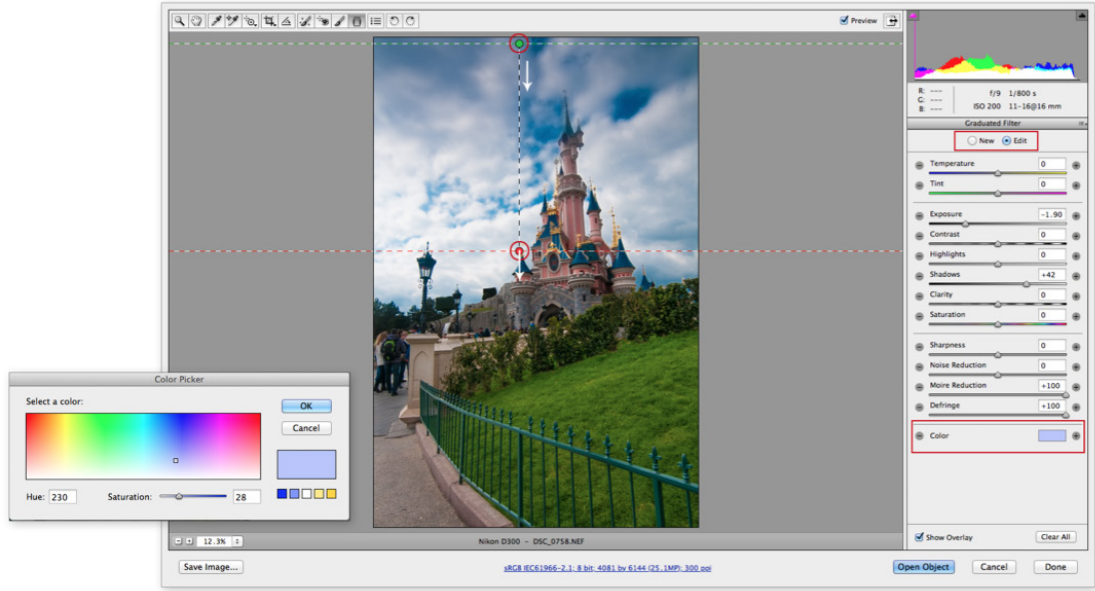 Preview
R: ---
G: ---
B: ---
f/9 1/800 s
ISO 200 11-16@16 mm
Graduated Filter
New Edit
Temperature 0
Tint 0
Exposure -1.90
Contrast 0
Highlights 0
Shadows +42
Clarity 0
Saturation 0
Sharpness 0
Noise Reduction 0
Moire Reduction +100
Defringe +100
Color
Color Picker
Select a color:
OK
Cancel
Hue: 230 Saturation: 28
12.3%
Nikon D300 - DSC_0758.NEF
Show Overlay
Clear All
Save Image...
sRGB IEC61966-2.1; 8 bit; 4081 by 6144 (25.1MP); 300 ppi
Open Object
Cancel
Done